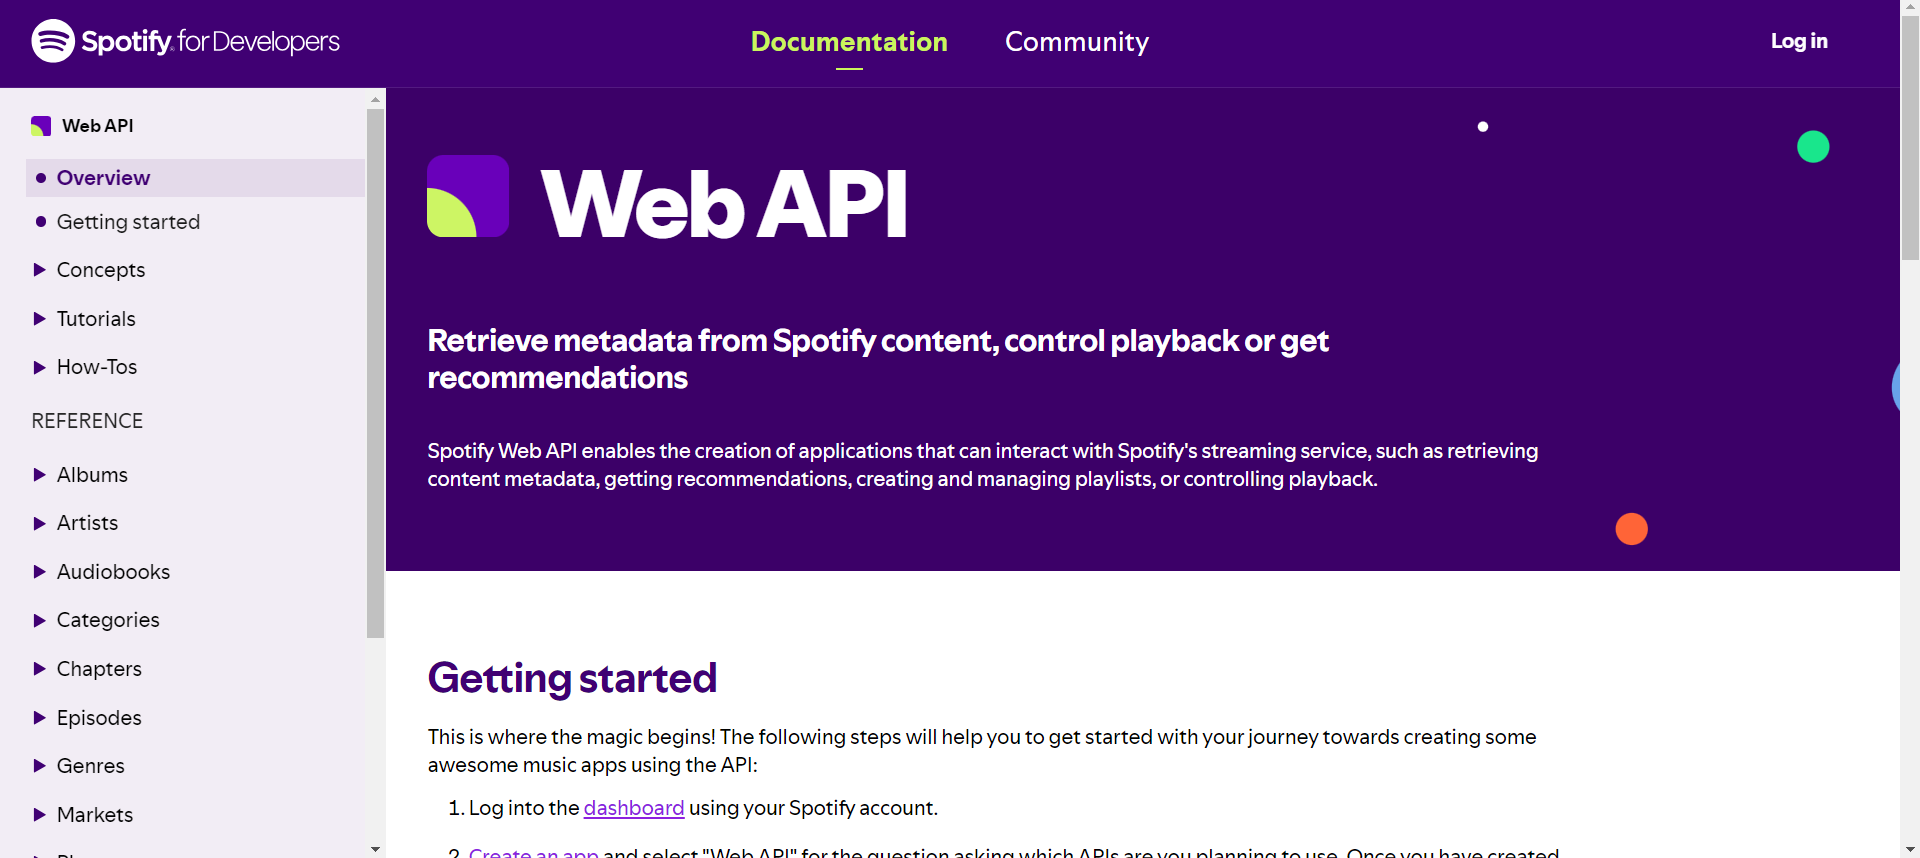 Spotify for Developers
Documentation
Community
Log in
Web API
Overview
Getting started
Concepts
Tutorials
How-Tos
REFERENCE
Albums
Artists
Audiobooks
Categories
Chapters
Episodes
Genres
Markets
Web API
Retrieve metadata from Spotify content, control playback or get
recommendations
Spotify Web API enables the creation of applications that can interact with Spotify's streaming service, such as retrieving
content metadata, getting recommendations, creating and managing playlists, or controlling playback.
Getting started
This is where the magic begins! The following steps will help you to get started with your journey towards creating some
awesome music apps using the API:
1. Log into the dashboard using your Spotify account.
2. Create an app and select "Web API" for the question asking which APIs are you planning to use. Once you have created